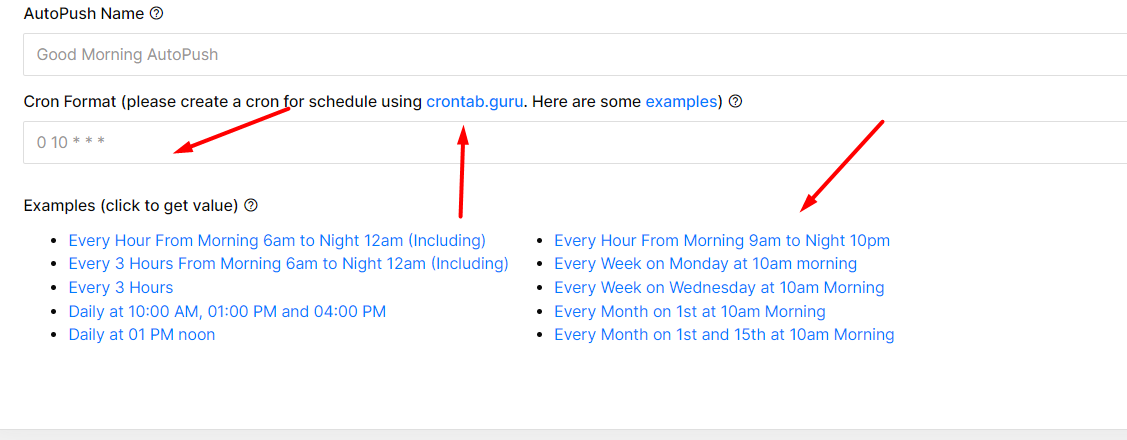 AutoPush Name
Good Morning AutoPush
Cron Format (please create a cron for schedule using crontab.guru. Here are some examples)
0 10 * * *
Examples (click to get value)
Every Hour From Morning 6am to Night 12am (Including)
Every 3 Hours From Morning 6am to Night 12am (Including)
Every 3 Hours
Daily at 10:00 AM, 01:00 PM and 04:00 PM
Daily at 01 PM noon
Every Hour From Morning 9am to Night 10pm
Every Week on Monday at 10am morning
Every Week on Wednesday at 10am Morning
Every Month on 1st at 10am Morning
Every Month on 1st and 15th at 10am Morning